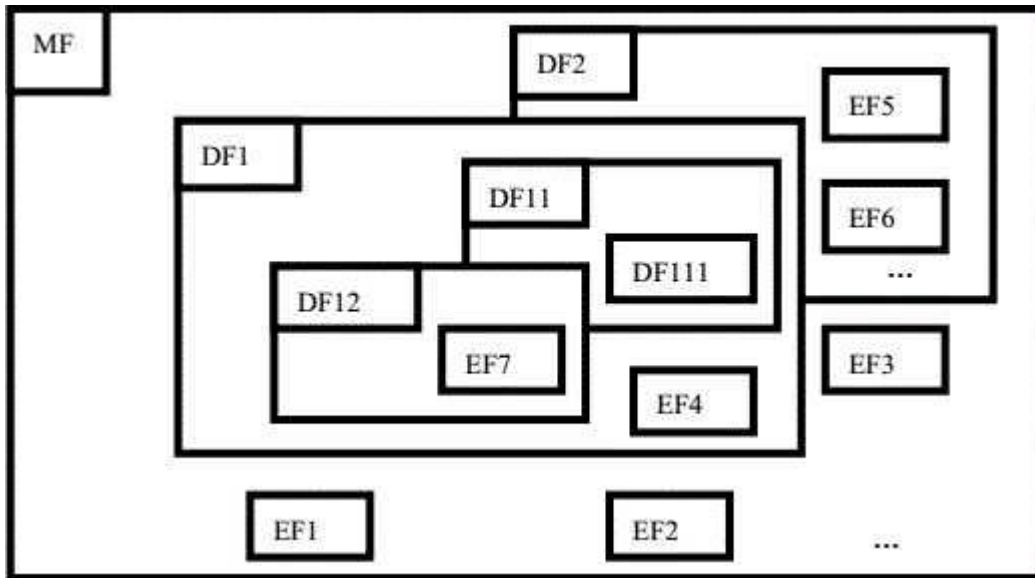 MF
DF2
EF5
DF1
DF11
EF6
...
DF111
DF12
EF7
EF3
EF4
EF1
EF2
...